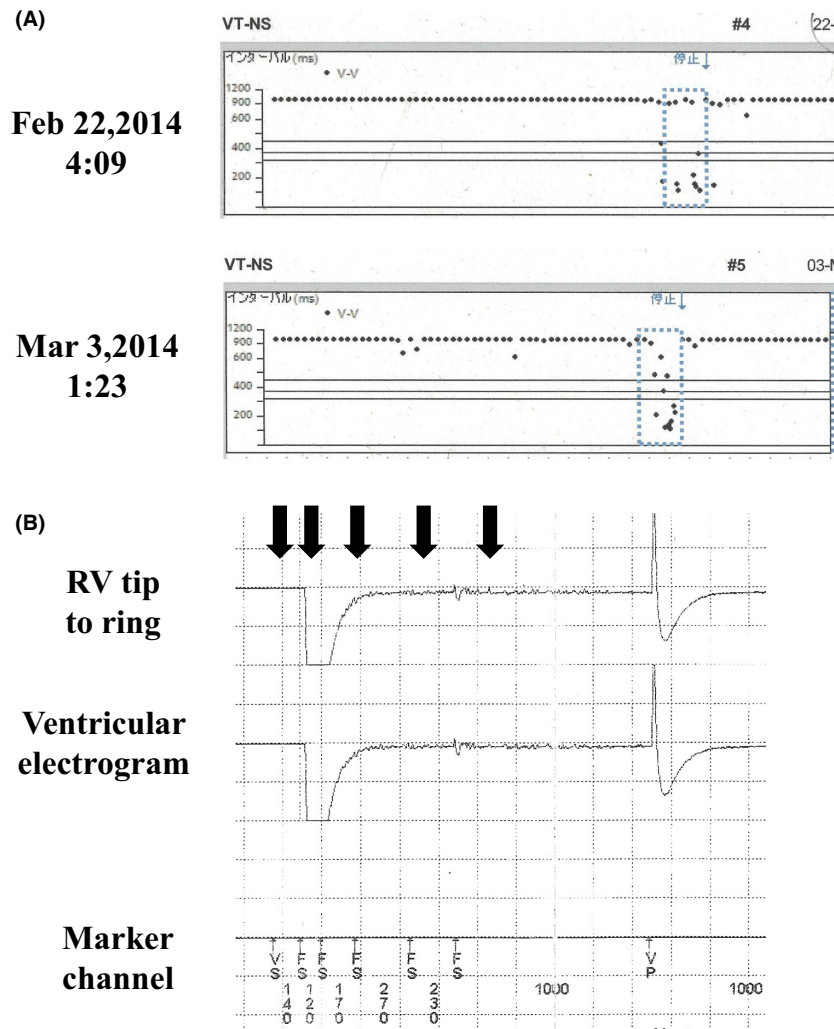 (A)
VT-NS #4 22-
インターバル(ms)
• V-V
停止↓
1200
900
600
400
200
Feb 22,2014
4:09
VT-NS #5 03-M
インターバル(ms)
• V-V
停止↓
1200
900
600
400
200
Mar 3,2014
1:23
(B)
RV tip
to ring
Ventricular
electrogram
Marker
channel
VS FS FS FS FS FS VP
140 120 170 270 230 1000 1000